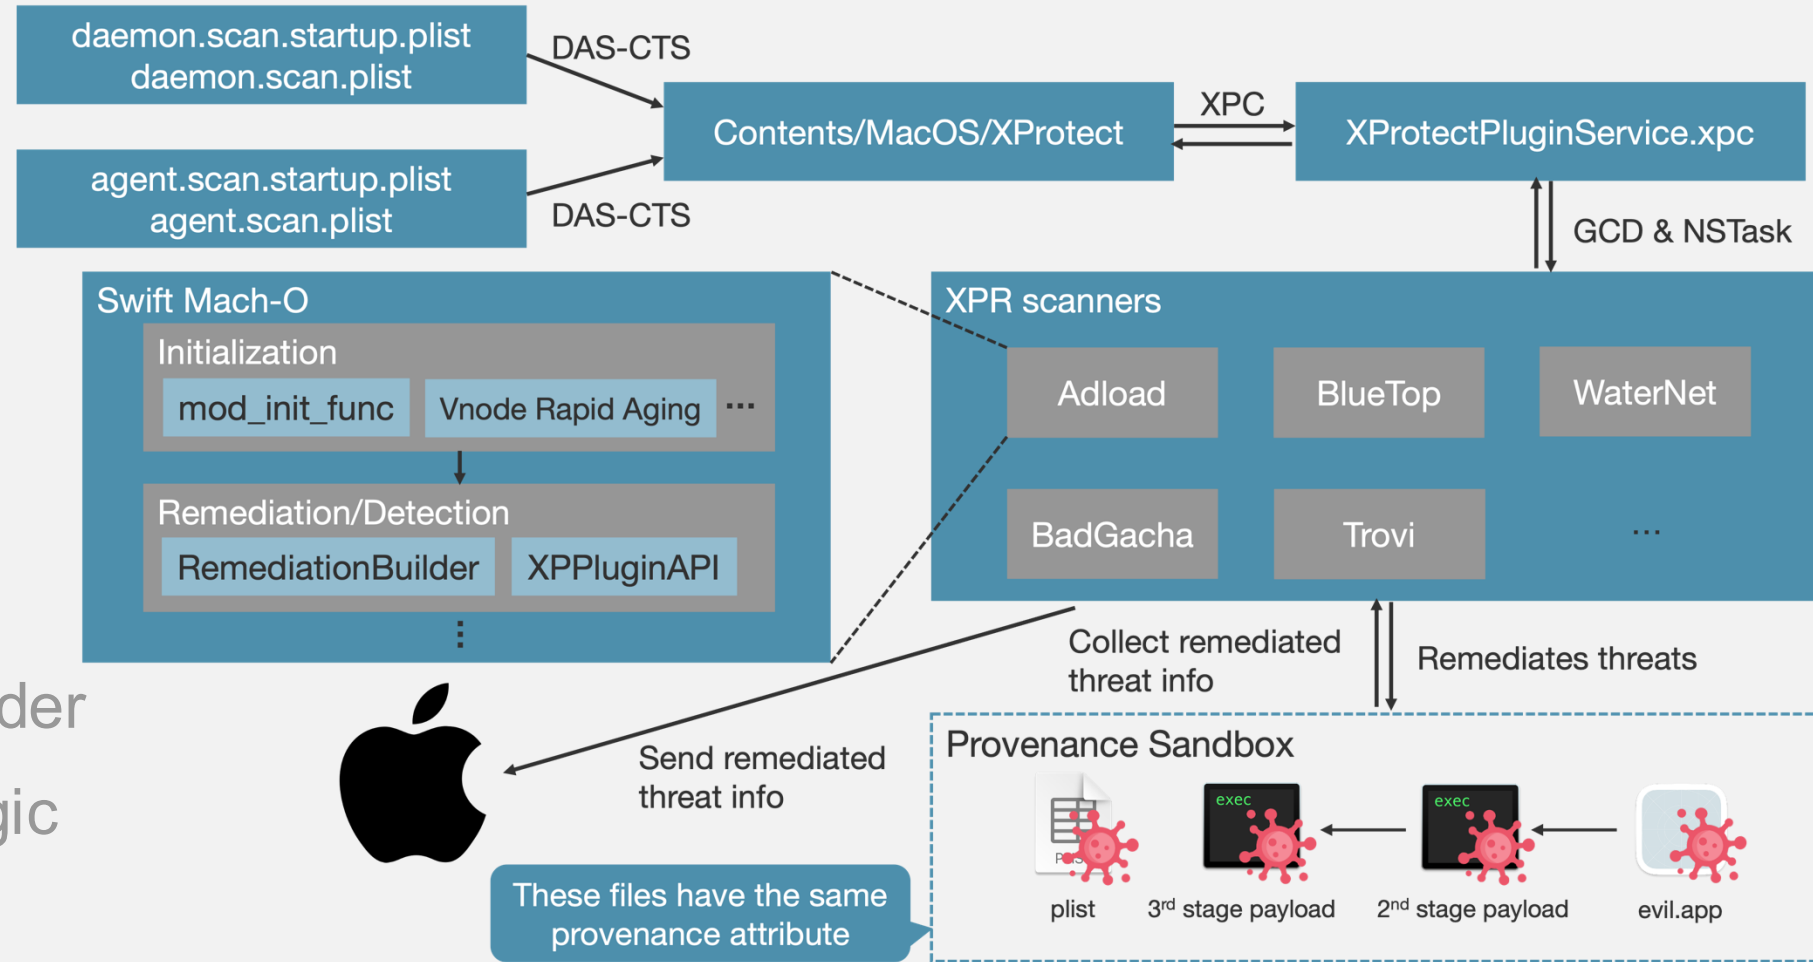 daemon.scan.startup.plist
daemon.scan.plist
DAS-CTS
agent.scan.startup.plist
agent.scan.plist
DAS-CTS
Contents/MacOS/XProtect
XPC
XProtectPluginService.xpc
GCD & NSTask
Swift Mach-O
Initialization
mod_init_func
Vnode Rapid Aging
...
Remediation/Detection
RemediationBuilder
XPPluginAPI
...
XPR scanners
Adload
BlueTop
WaterNet
BadGacha
Trovi
...
Collect remediated
threat info
Remediates threats
der
gic
Send remediated
threat info
Provenance Sandbox
exec
exec
plist
3rd stage payload
2nd stage payload
evil.app
These files have the same
provenance attribute